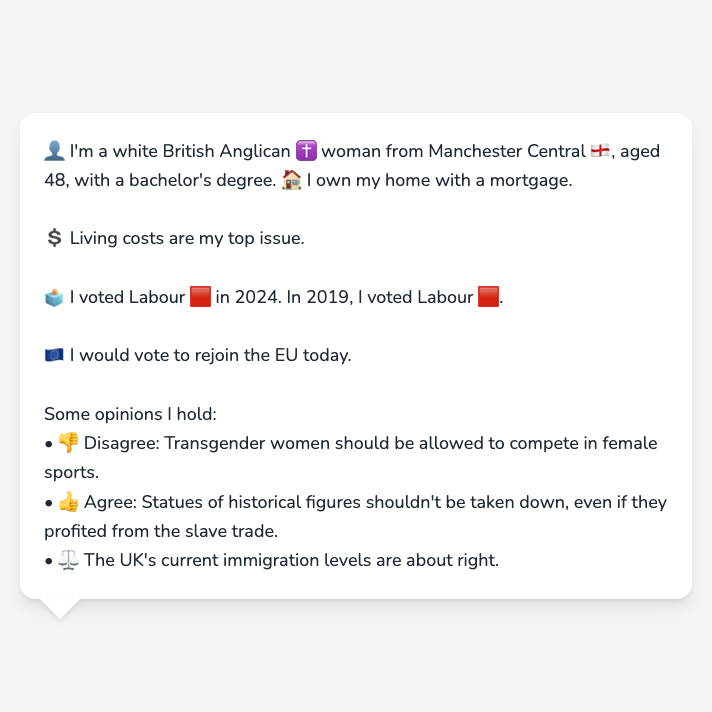 👤 I'm a white British Anglican ✝️ woman from Manchester Central 🏴󠁧󠁢󠁥󠁮󠁧󠁿, aged
48, with a bachelor's degree. 🏠 I own my home with a mortgage.
💲 Living costs are my top issue.
🗳️ I voted Labour 🟥 in 2024. In 2019, I voted Labour 🟥.
🇪🇺 I would vote to rejoin the EU today.
Some opinions I hold:
• 👎 Disagree: Transgender women should be allowed to compete in female
sports.
• 👍 Agree: Statues of historical figures shouldn't be taken down, even if they
profited from the slave trade.
• ⚖️ The UK's current immigration levels are about right.